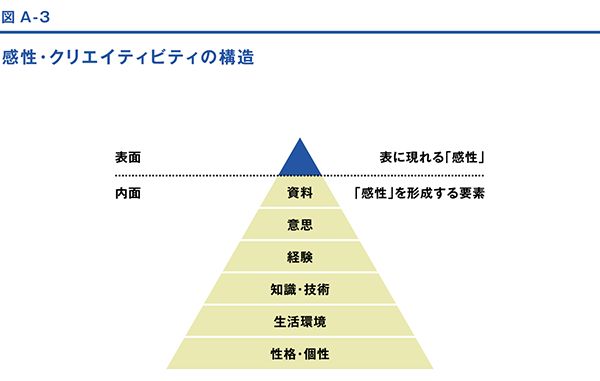 図 A-3
感性・クリエイティビティの構造
表面
表に現れる「感性」
内面
資料
「感性」を形成する要素
意思
経験
知識・技術
生活環境
性格・個性